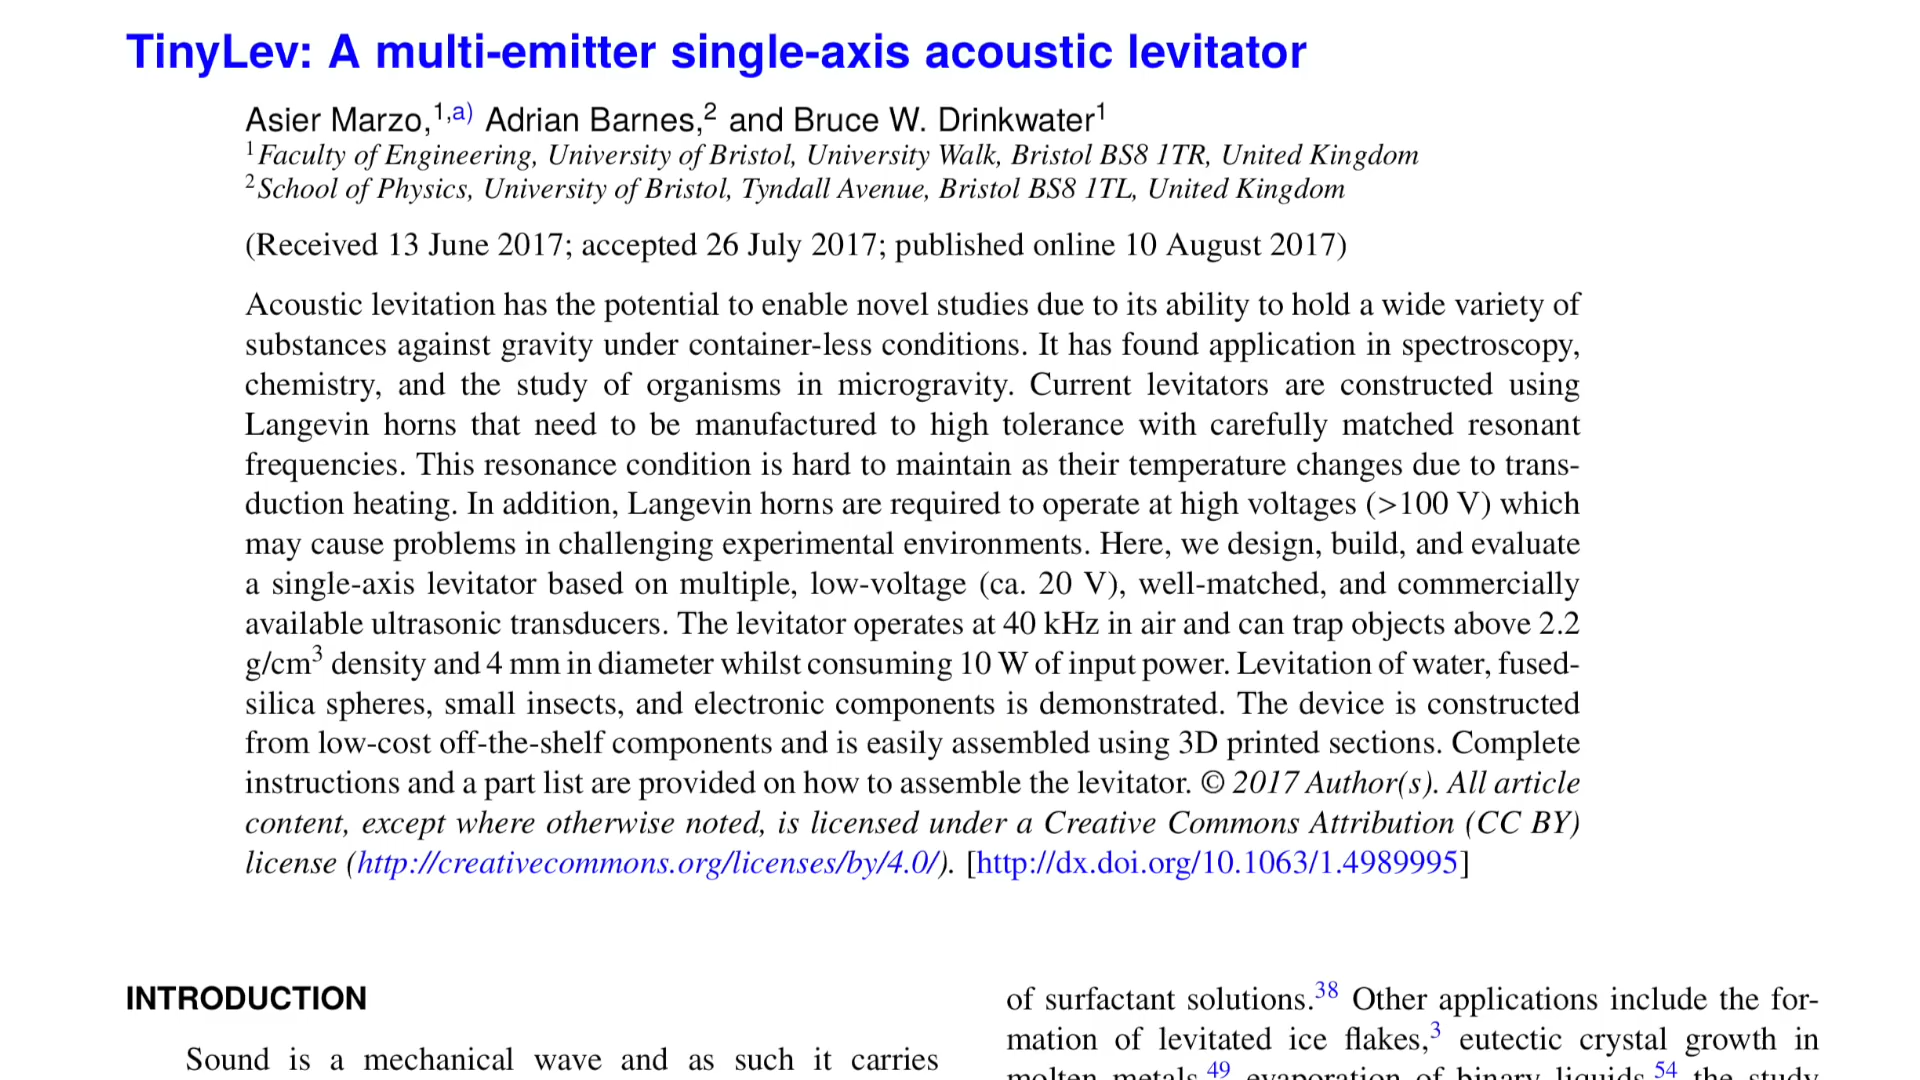 TinyLev: A multi-emitter single-axis acoustic levitator
Asier Marzo,1,a) Adrian Barnes,2 and Bruce W. Drinkwater1
1Faculty of Engineering, University of Bristol, University Walk, Bristol BS8 1TR, United Kingdom
2School of Physics, University of Bristol, Tyndall Avenue, Bristol BS8 1TL, United Kingdom
(Received 13 June 2017; accepted 26 July 2017; published online 10 August 2017)
Acoustic levitation has the potential to enable novel studies due to its ability to hold a wide variety of
substances against gravity under container-less conditions. It has found application in spectroscopy,
chemistry, and the study of organisms in microgravity. Current levitators are constructed using
Langevin horns that need to be manufactured to high tolerance with carefully matched resonant
frequencies. This resonance condition is hard to maintain as their temperature changes due to trans-
duction heating. In addition, Langevin horns are required to operate at high voltages (>100 V) which
may cause problems in challenging experimental environments. Here, we design, build, and evaluate
a single-axis levitator based on multiple, low-voltage (ca. 20 V), well-matched, and commercially
available ultrasonic transducers. The levitator operates at 40 kHz in air and can trap objects above 2.2
g/cm3 density and 4 mm in diameter whilst consuming 10 W of input power. Levitation of water, fused-
silica spheres, small insects, and electronic components is demonstrated. The device is constructed
from low-cost off-the-shelf components and is easily assembled using 3D printed sections. Complete
instructions and a part list are provided on how to assemble the levitator. © 2017 Author(s). All article
content, except where otherwise noted, is licensed under a Creative Commons Attribution (CC BY)
license (http://creativecommons.org/licenses/by/4.0/). [http://dx.doi.org/10.1063/1.4989995]
INTRODUCTION
Sound is a mechanical wave and as such it carries
of surfactant solutions.38 Other applications include the for-
mation of levitated ice flakes,3 eutectic crystal growth in
molten metals,49 evaporation of binary liquids,54 the study